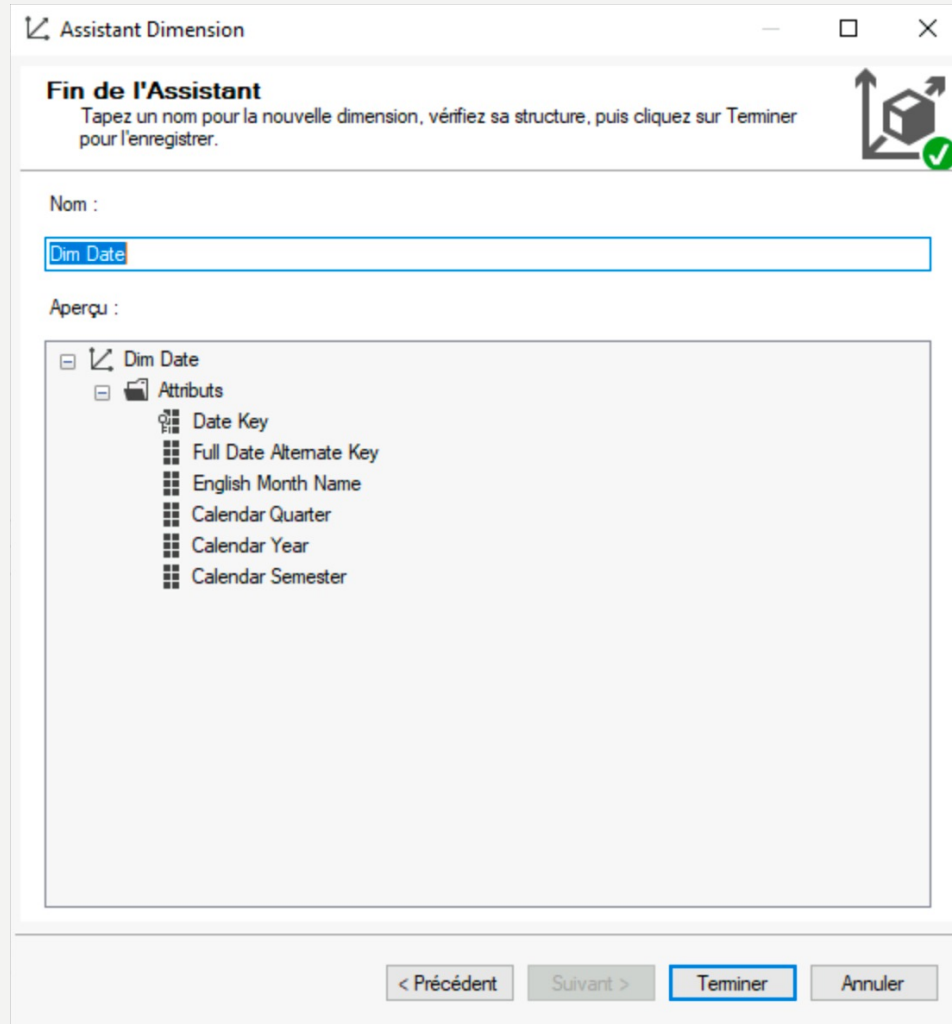 Assistant Dimension
Fin de l'Assistant
Tapez un nom pour la nouvelle dimension, vérifiez sa structure, puis cliquez sur Terminer
pour l'enregistrer.
Nom :
Dim Date
Aperçu :
Dim Date
Attributs
Date Key
Full Date Alternate Key
English Month Name
Calendar Quarter
Calendar Year
Calendar Semester
< Précédent
Suivant >
Terminer
Annuler